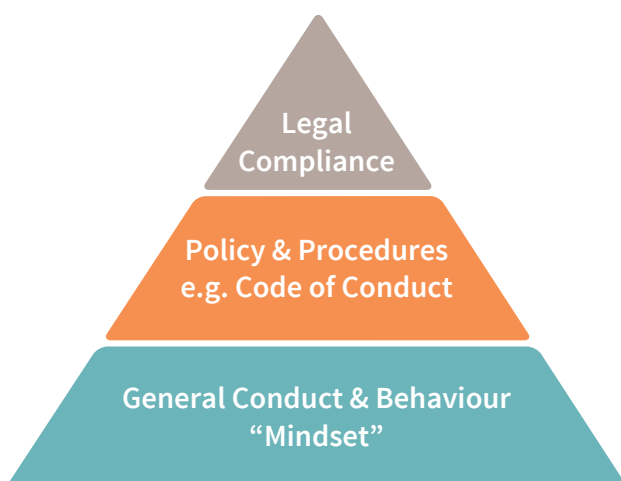 Legal
Compliance
Policy & Procedures
e.g. Code of Conduct
General Conduct & Behaviour
“Mindset”